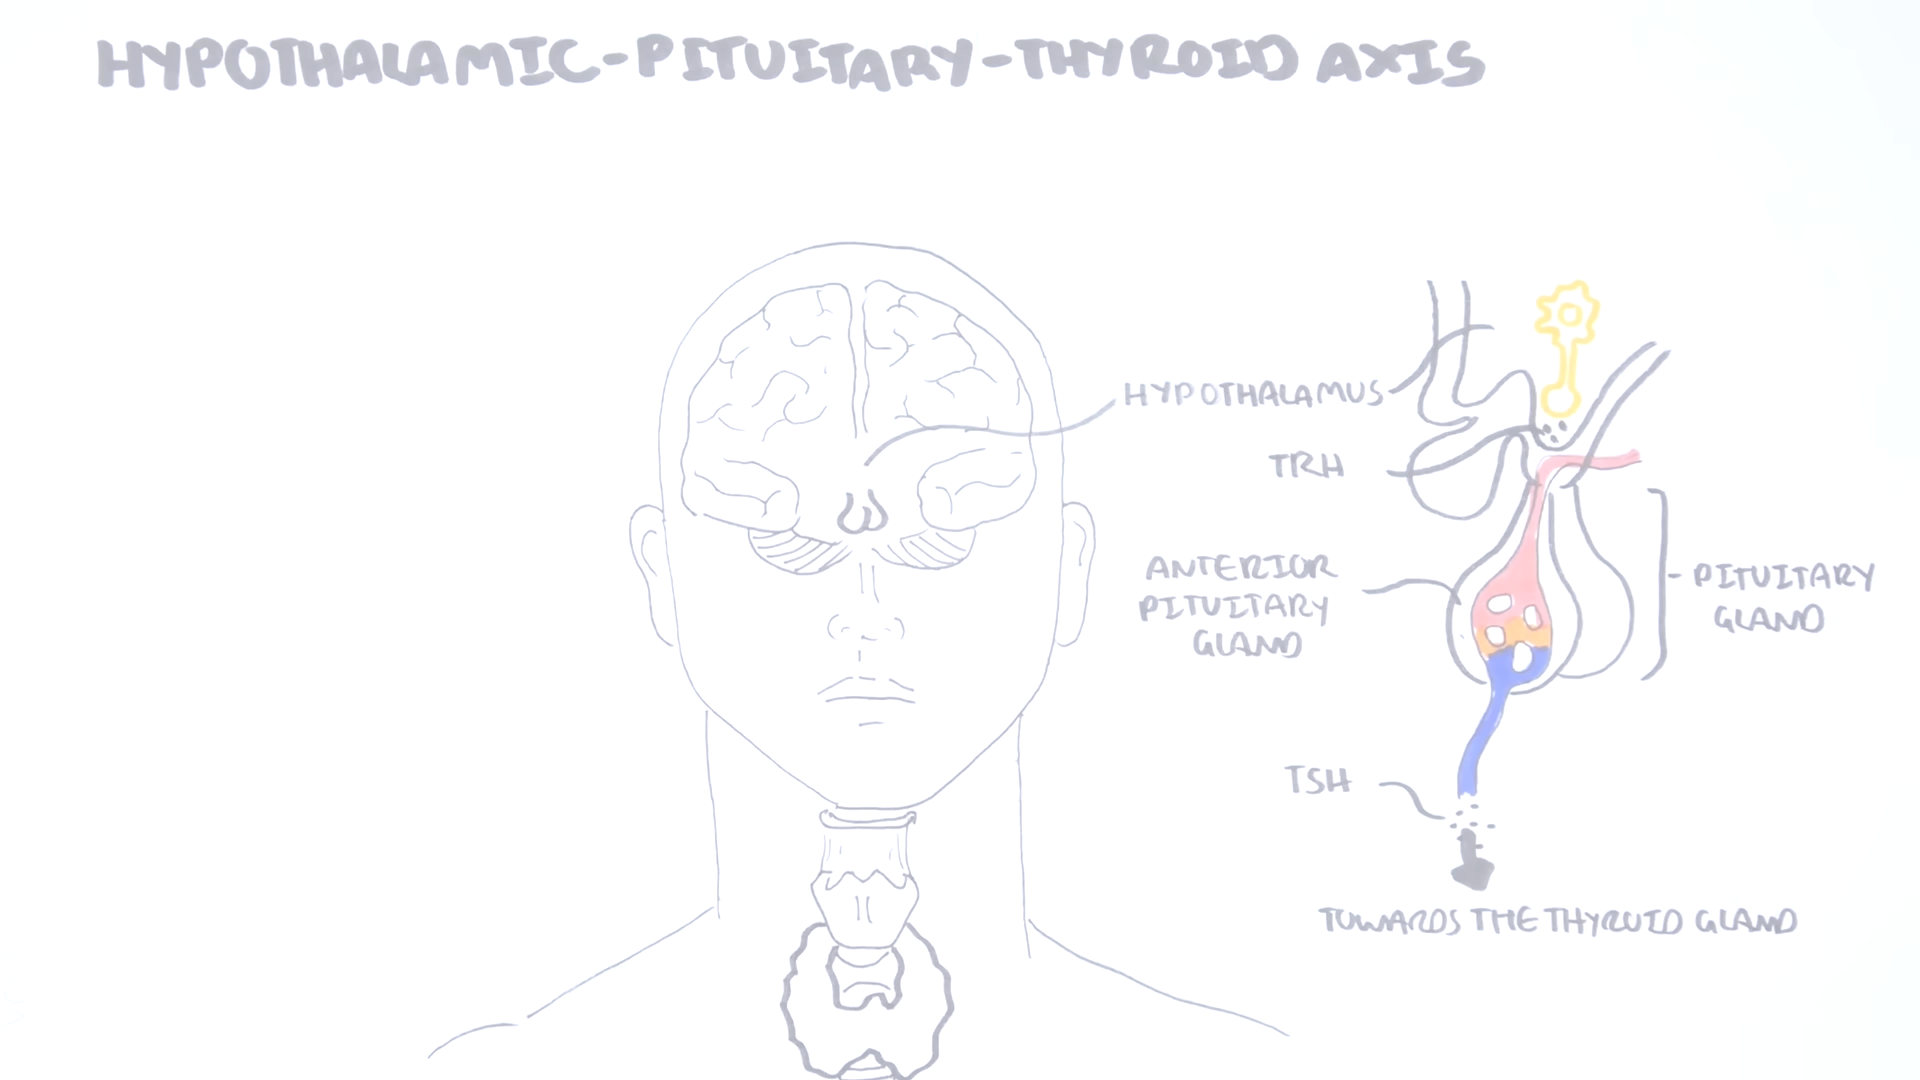 HYPOTHALAMIC-PITUITARY-THYROID AXIS
HYPOTHALAMUS
TRH
ANTERIOR
PITUITARY
GLAND
PITUITARY
GLAND
TSH
TOWARDS THE THYROID GLAND